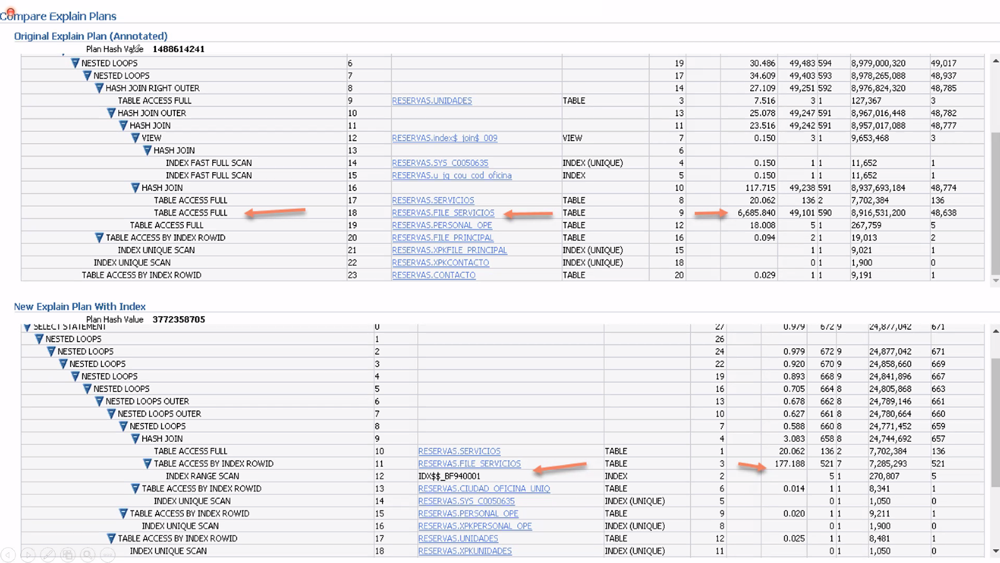 Compare Explain Plans
Original Explain Plan (Annotated)
Plan Hash Value 1488614241
NESTED LOOPS 6 19 30.486 49,483 594 8,979,000,320 49,017
NESTED LOOPS 7 17 34.609 49,403 593 8,978,265,088 48,937
HASH JOIN RIGHT OUTER 8 14 27.109 49,251 592 8,976,824,320 48,785
TABLE ACCESS FULL 9 RESERVAS.UNIDADES TABLE 3 7.516 3 1 127,367 3
HASH JOIN OUTER 10 13 25.078 49,247 591 8,967,016,448 48,782
HASH JOIN 11 11 23.516 49,242 591 8,957,017,088 48,777
VIEW 12 RESERVAS.index$_join$_009 VIEW 7 0.150 3 1 9,653,468 3
HASH JOIN 13 6
INDEX FAST FULL SCAN 14 RESERVAS.SYS_C0050635 INDEX (UNIQUE) 4 0.150 1 1 11,652 1
INDEX FAST FULL SCAN 15 RESERVAS.u_jq_cou_cod_oficina INDEX 5 0.150 1 1 11,652 1
HASH JOIN 16 10 117.715 49,238 591 8,937,693,184 48,774
TABLE ACCESS FULL 17 RESERVAS.SERVICIOS TABLE 8 20.062 136 2 7,702,384 136
TABLE ACCESS FULL 18 RESERVAS.FILE_SERVICIOS TABLE 9 6,685.840 49,101 590 8,916,531,200 48,638
TABLE ACCESS FULL 19 RESERVAS.PERSONAL_OPE TABLE 12 18.008 5 1 267,759 5
TABLE ACCESS BY INDEX ROWID 20 RESERVAS.FILE_PRINCIPAL TABLE 16 0.094 2 1 19,013 2
INDEX UNIQUE SCAN 21 RESERVAS.XPKFILE_PRINCIPAL INDEX (UNIQUE) 15 1 1 9,021 1
INDEX UNIQUE SCAN 22 RESERVAS.XPKCONTACTO INDEX (UNIQUE) 18 0 1 1,900 0
TABLE ACCESS BY INDEX ROWID 23 RESERVAS.CONTACTO TABLE 20 0.029 1 1 9,191 1
New Explain Plan With Index
Plan Hash Value 3772358705
SELECT STATEMENT 0 27 0.979 672 9 24,877,042 671
NESTED LOOPS 1 26
NESTED LOOPS 2 24 0.979 672 9 24,877,042 671
NESTED LOOPS 3 22 0.920 670 9 24,858,660 669
NESTED LOOPS 4 19 0.893 668 9 24,841,896 667
NESTED LOOPS 5 16 0.705 664 8 24,805,868 663
NESTED LOOPS OUTER 6 13 0.678 662 8 24,789,146 661
NESTED LOOPS OUTER 7 10 0.627 661 8 24,780,664 660
NESTED LOOPS 8 7 0.588 660 8 24,771,452 659
HASH JOIN 9 4 3.083 658 8 24,744,692 657
TABLE ACCESS FULL 10 RESERVAS.SERVICIOS TABLE 1 20.062 136 2 7,702,384 136
TABLE ACCESS BY INDEX ROWID 11 RESERVAS.FILE_SERVICIOS TABLE 3 177.188 521 7 7,285,293 521
INDEX RANGE SCAN 12 IDX$$_BF940001 INDEX 2 5 1 270,807 5
TABLE ACCESS BY INDEX ROWID 13 RESERVAS.CIUDAD_OFICINA_UNIQ TABLE 6 0.014 1 1 8,341 1
INDEX UNIQUE SCAN 14 RESERVAS.SYS_C0050635 INDEX (UNIQUE) 5 0 1 1,050 0
TABLE ACCESS BY INDEX ROWID 15 RESERVAS.PERSONAL_OPE TABLE 9 0.020 1 1 9,211 1
INDEX UNIQUE SCAN 16 RESERVAS.XPKPERSONAL_OPE INDEX (UNIQUE) 8 0 1 1,900 0
TABLE ACCESS BY INDEX ROWID 17 RESERVAS.UNIDADES TABLE 12 0.025 1 1 8,481 1
INDEX UNIQUE SCAN 18 RESERVAS.XPKUNIDADES INDEX (UNIQUE) 11 0 1 1,050 0